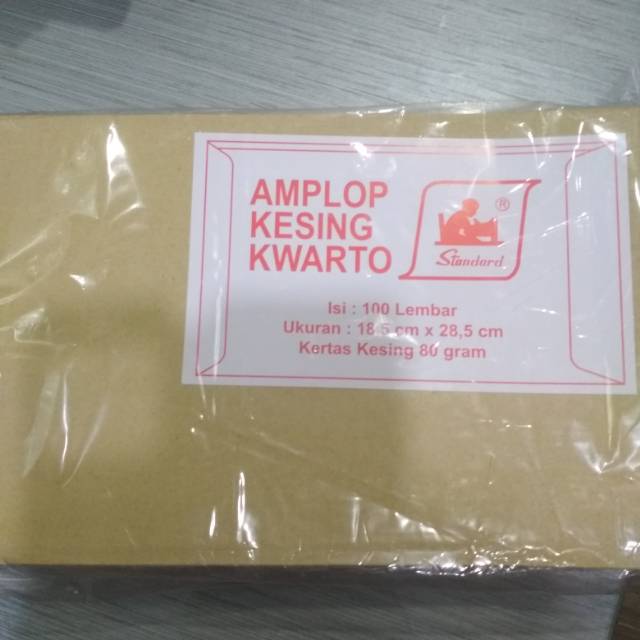 AMPLOP
KESING
KWARTO
®
Standard
Isi : 100 Lembar
Ukuran : 18,5 cm x 28,5 cm
Kertas Kesing 80 gram